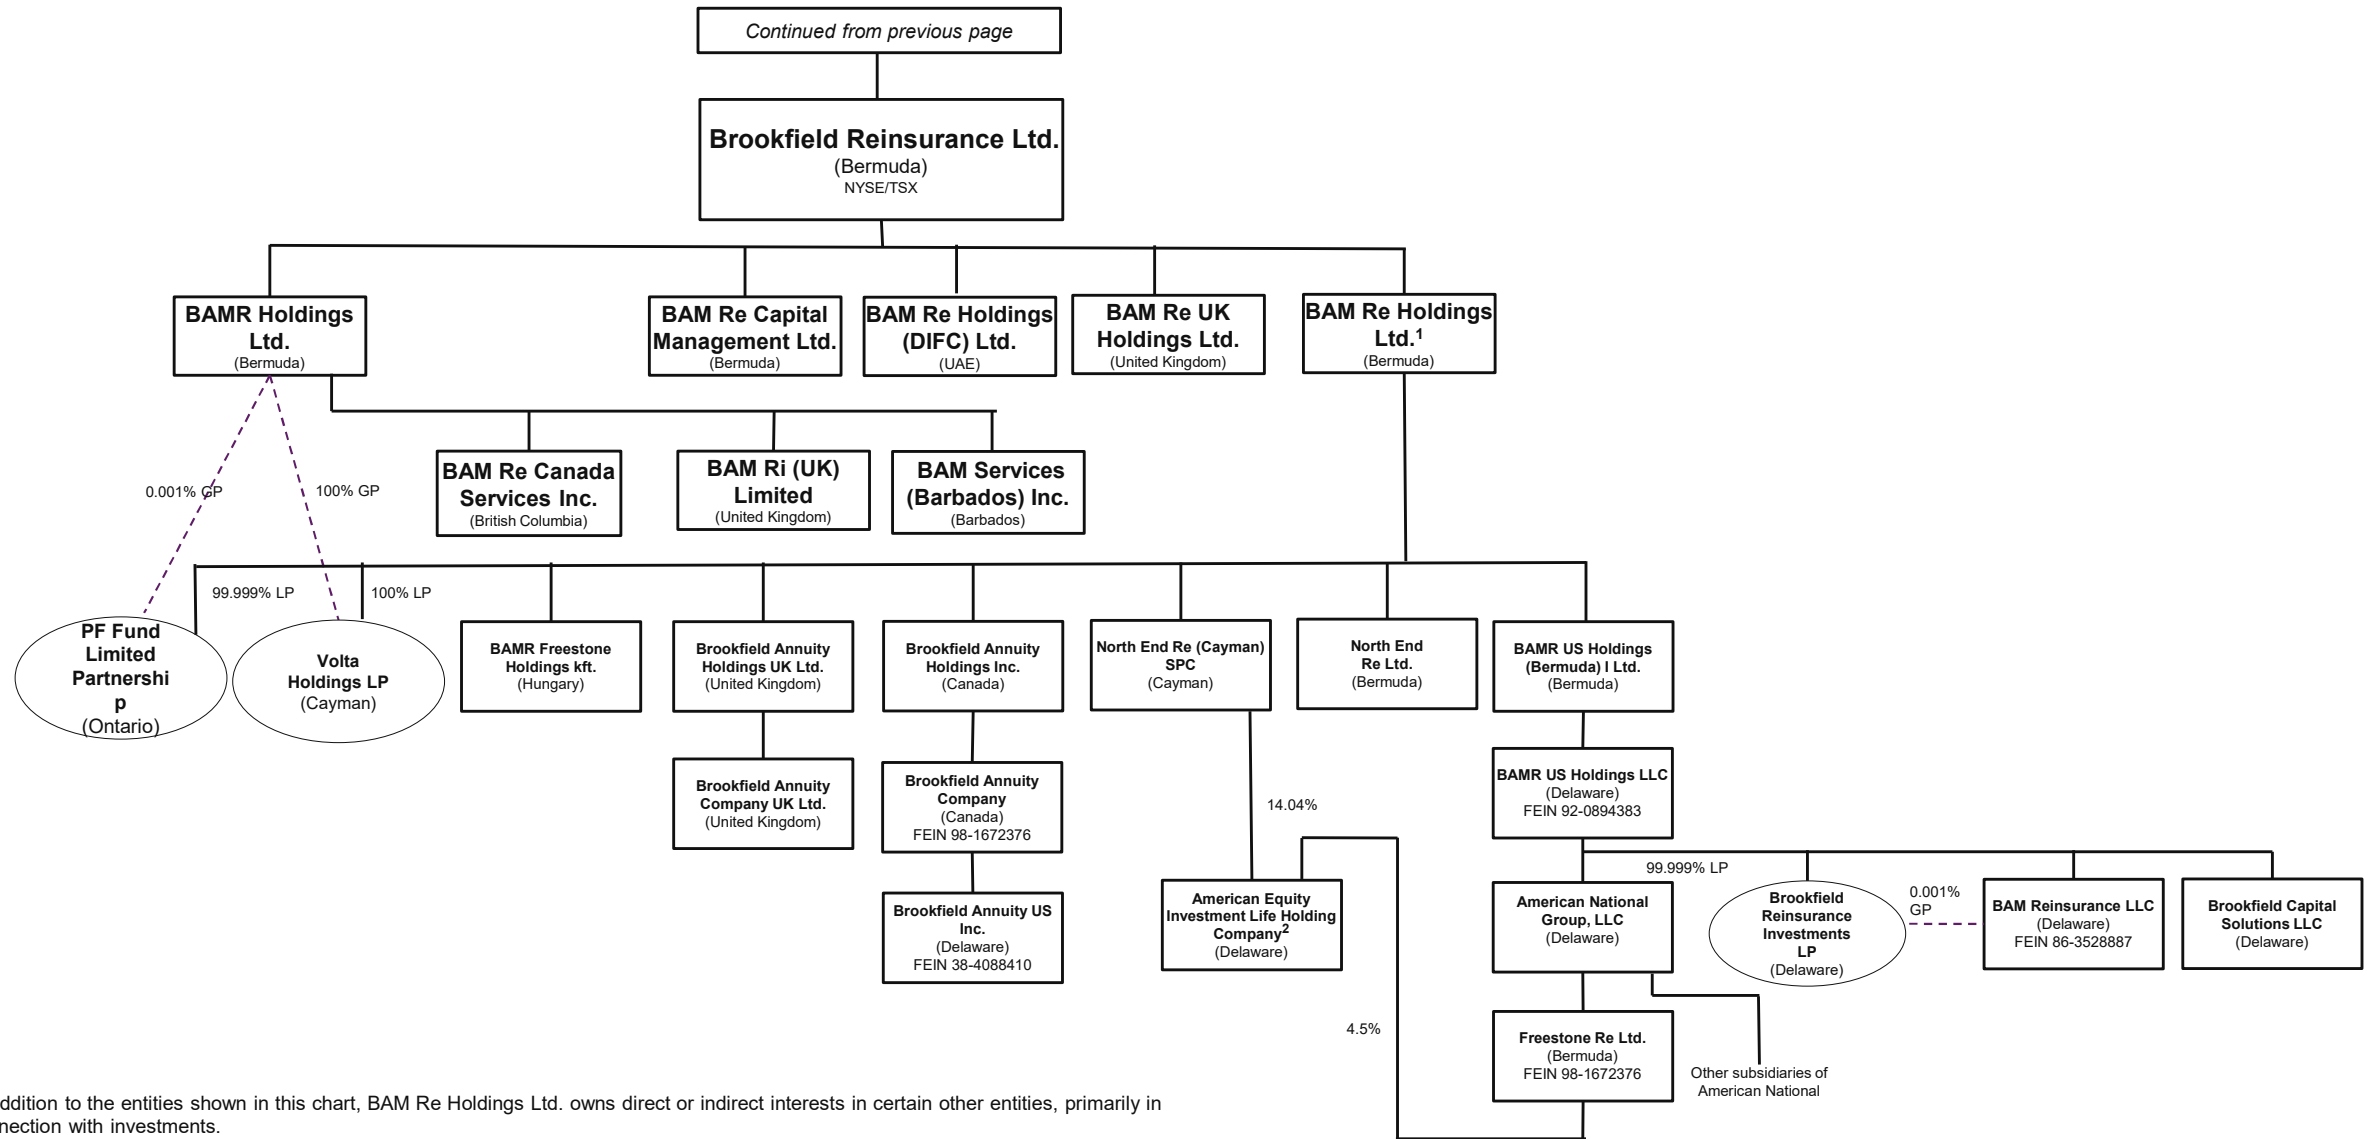 Continued from previous page
Brookfield Reinsurance Ltd.
(Bermuda)
NYSE/TSX
BAMR Holdings
Ltd.
(Bermuda)
BAM Re Capital
Management Ltd.
(Bermuda)
BAM Re Holdings
(DIFC) Ltd.
(UAE)
BAM Re UK
Holdings Ltd.
(United Kingdom)
BAM Re Holdings
Ltd.1
(Bermuda)
0.001% GP
100% GP
BAM Re Canada
Services Inc.
(British Columbia)
BAM Ri (UK)
Limited
(United Kingdom)
BAM Services
(Barbados) Inc.
(Barbados)
99.999% LP
100% LP
PF Fund
Limited
Partnershi
p
(Ontario)
Volta
Holdings LP
(Cayman)
BAMR Freestone
Holdings kft.
(Hungary)
Brookfield Annuity
Holdings UK Ltd.
(United Kingdom)
Brookfield Annuity
Holdings Inc.
(Canada)
North End Re (Cayman)
SPC
(Cayman)
North End
Re Ltd.
(Bermuda)
BAMR US Holdings
(Bermuda) I Ltd.
(Bermuda)
Brookfield Annuity
Company UK Ltd.
(United Kingdom)
Brookfield Annuity
Company
(Canada)
FEIN 98-1672376
14.04%
BAMR US Holdings LLC
(Delaware)
FEIN 92-0894383
Brookfield Annuity US
Inc.
(Delaware)
FEIN 38-4088410
American Equity
Investment Life Holding
Company2
(Delaware)
99.999% LP
American National
Group, LLC
(Delaware)
Brookfield
Reinsurance
Investments
LP
(Delaware)
0.001%
GP
BAM Reinsurance LLC
(Delaware)
FEIN 86-3528887
Brookfield Capital
Solutions LLC
(Delaware)
4.5%
Freestone Re Ltd.
(Bermuda)
FEIN 98-1672376
Other subsidiaries of
American National
ddition to the entities shown in this chart, BAM Re Holdings Ltd. owns direct or indirect interests in certain other entities, primarily in
nection with investments.